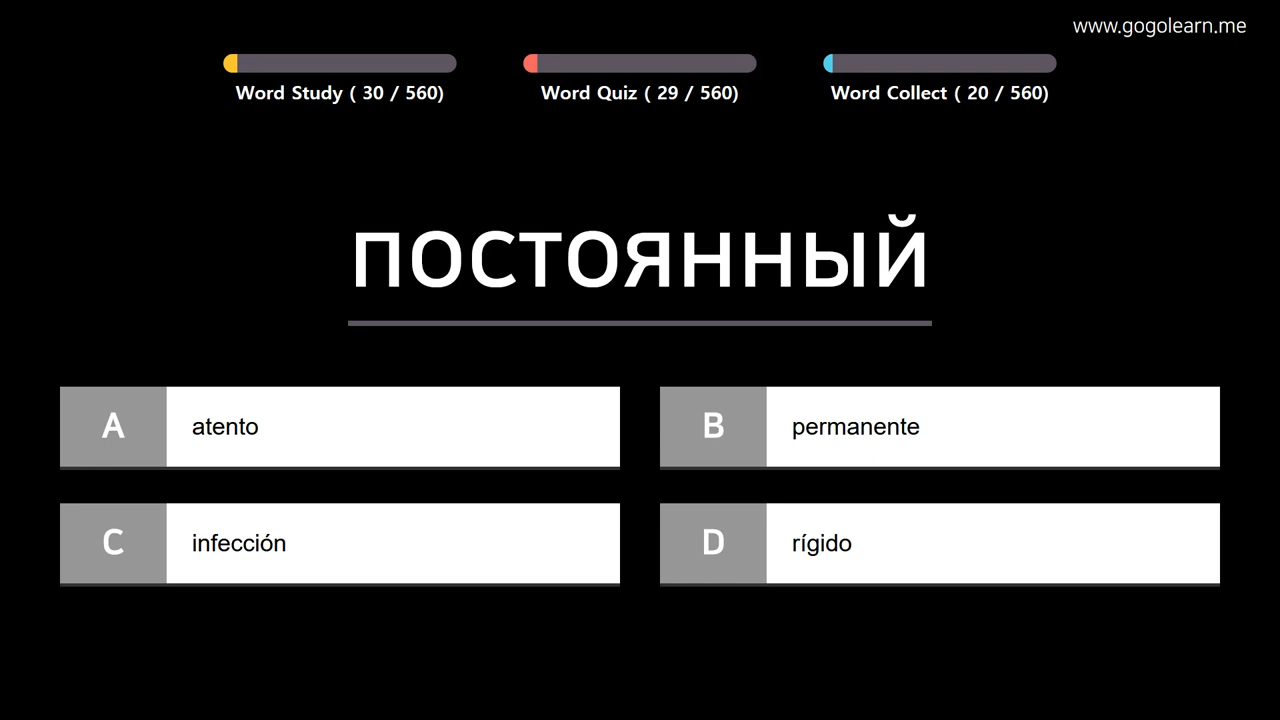 www.gogolearn.me
Word Study ( 30 / 560)
Word Quiz ( 29 / 560)
Word Collect ( 20 / 560)
постоянный
A
atento
B
permanente
C
infección
D
rígido